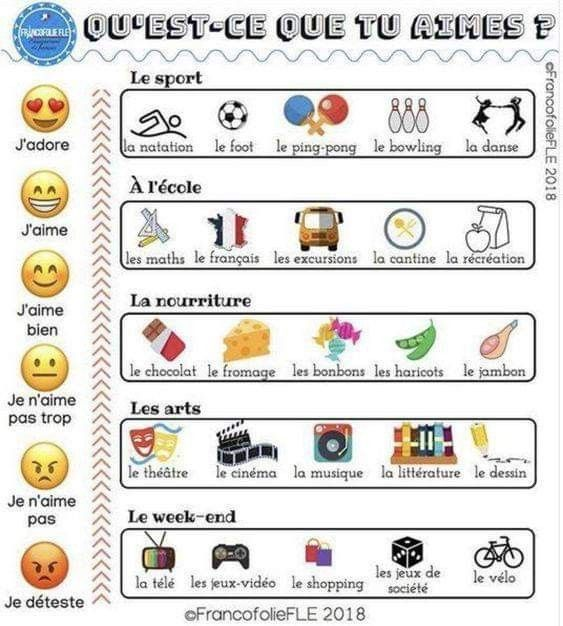 FRANCOFOLIEFLE
QU'EST-CE QUE TU AIMES ?
Le sport
la natation le foot le ping-pong le bowling la danse
À l'école
les maths le français les excursions la cantine la récréation
La nourriture
le chocolat le fromage les bonbons les haricots le jambon
Les arts
le théâtre le cinéma la musique la littérature le dessin
Le week-end
la télé les jeux-vidéo le shopping les jeux de
société le vélo
J'adore
J'aime
J'aime
bien
Je n'aime
pas trop
Je n'aime
pas
Je déteste
©FrancofolieFLE 2018
©FrancofolieFLE 2018